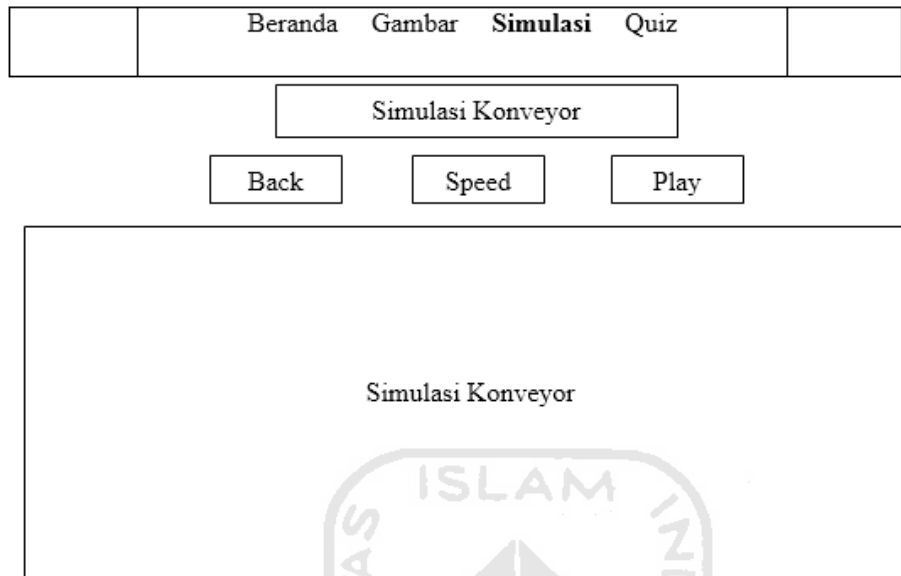 Beranda Gambar Simulasi Quiz
Simulasi Konveyor
Back Speed Play
Simulasi Konveyor
ISLAM